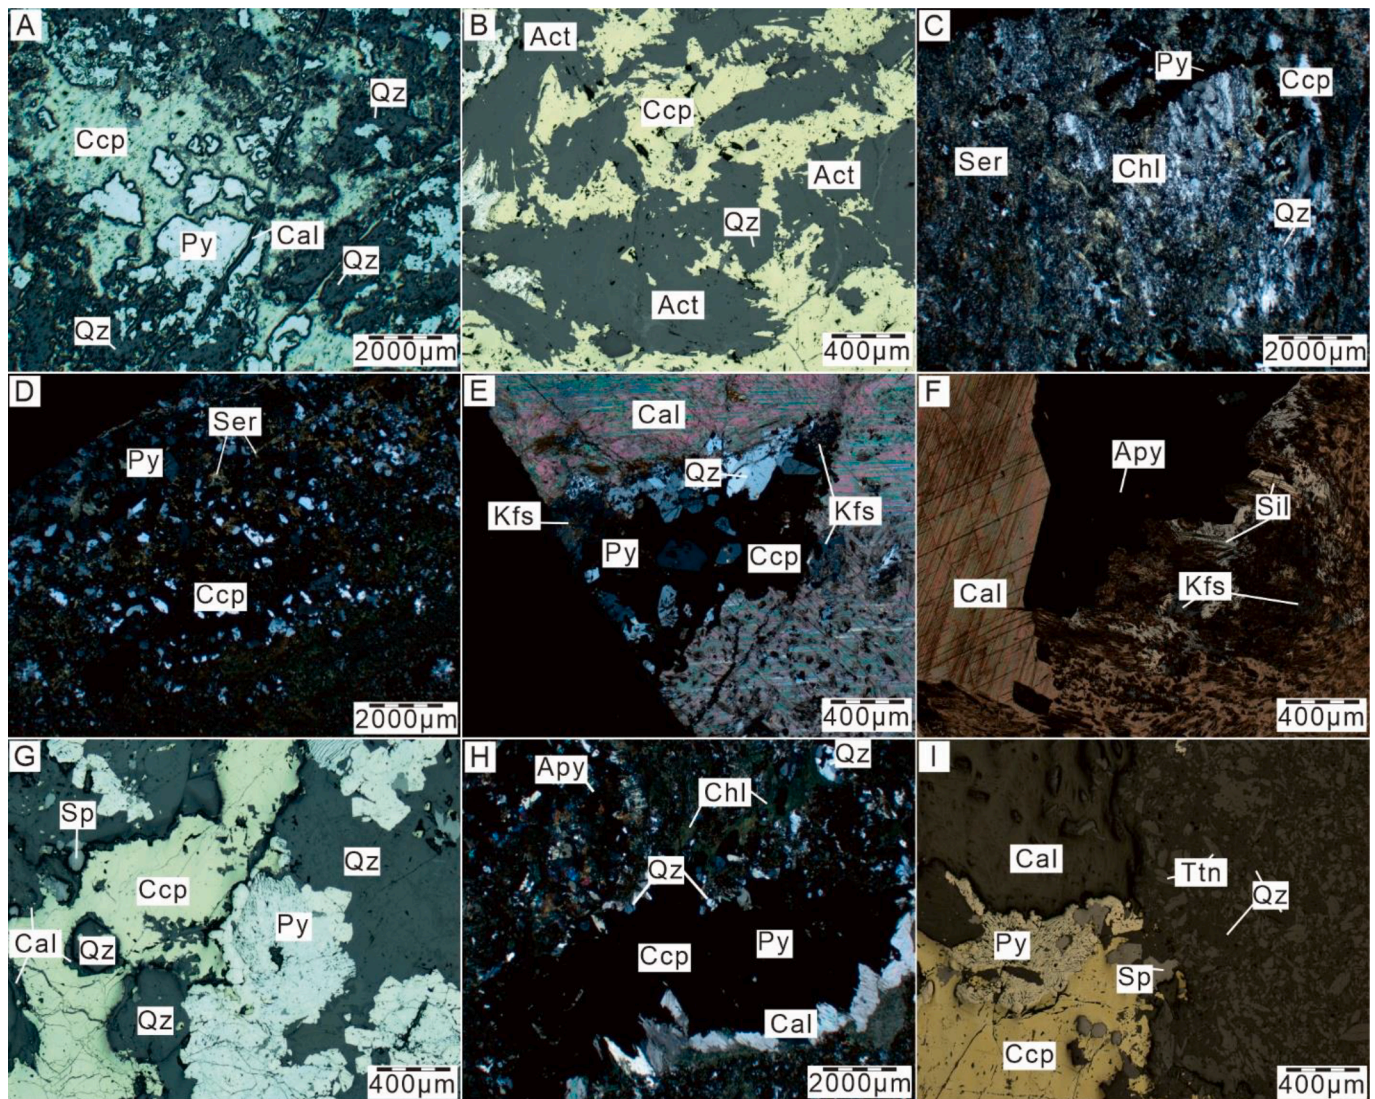 A
Qz
Ccp
Py
Cal
Qz
Qz
2000μm
B
Act
Ccp
Act
Qz
Act
400μm
C
Py
Ccp
Ser
Chl
Qz
2000μm
D
Ser
Py
Ccp
2000μm
E
Cal
Qz
Kfs
Kfs
Py
Ccp
400μm
F
Apy
Sil
Cal
Kfs
400μm
G
Sp
Qz
Ccp
Py
Cal
Qz
Qz
400μm
H
Qz
Apy
Chl
Qz
Py
Ccp
Cal
2000μm
I
Cal
Ttn
Qz
Py
Sp
Ccp
400μm